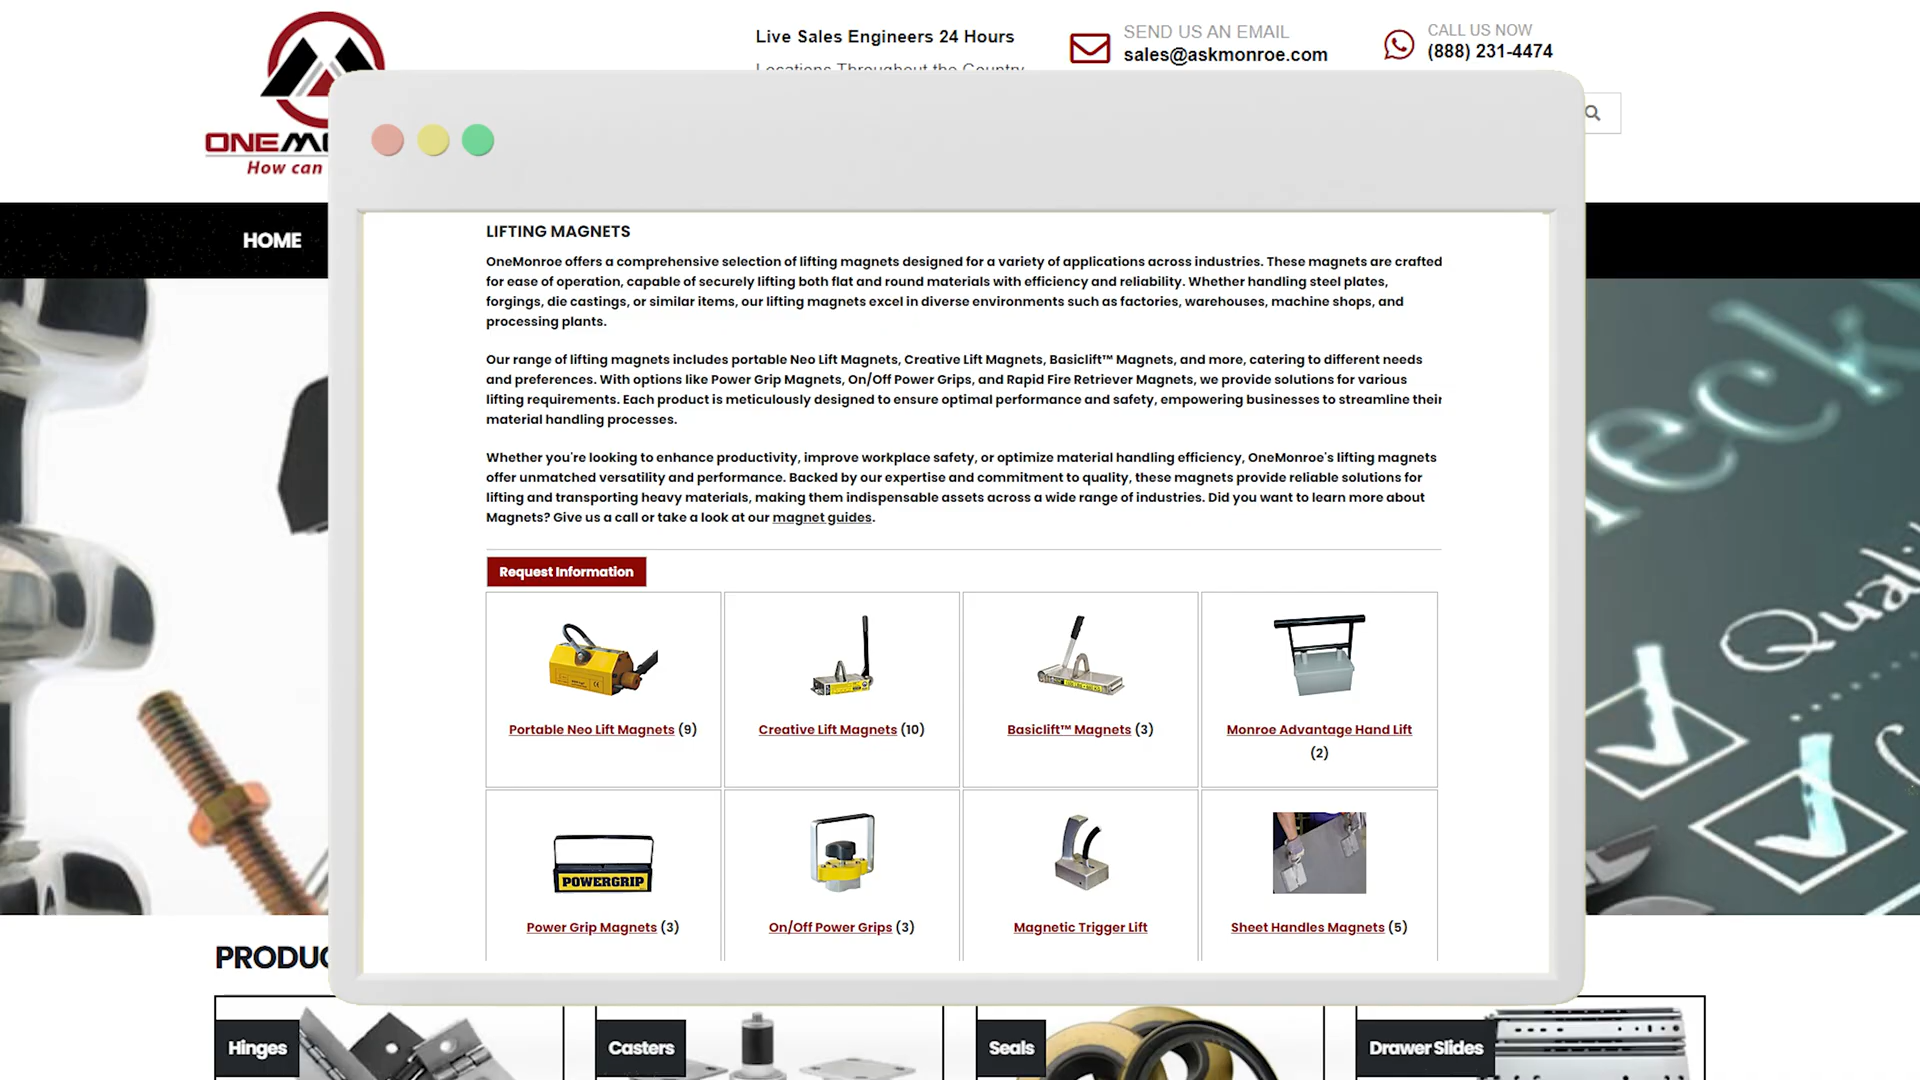 Live Sales Engineers 24 Hours
Locations Throughout the Country
SEND US AN EMAIL
sales@askmonroe.com
CALL US NOW
(888) 231-4474
ONEMO
How can
HOME
LIFTING MAGNETS
OneMonroe offers a comprehensive selection of lifting magnets designed for a variety of applications across industries. These magnets are crafted
for ease of operation, capable of securely lifting both flat and round materials with efficiency and reliability. Whether handling steel plates,
forgings, die castings, or similar items, our lifting magnets excel in diverse environments such as factories, warehouses, machine shops, and
processing plants.
Our range of lifting magnets includes portable Neo Lift Magnets, Creative Lift Magnets, Basiclift™ Magnets, and more, catering to different needs
and preferences. With options like Power Grip Magnets, On/Off Power Grips, and Rapid Fire Retriever Magnets, we provide solutions for various
lifting requirements. Each product is meticulously designed to ensure optimal performance and safety, empowering businesses to streamline their
material handling processes.
Whether you're looking to enhance productivity, improve workplace safety, or optimize material handling efficiency, OneMonroe's lifting magnets
offer unmatched versatility and performance. Backed by our expertise and commitment to quality, these magnets provide reliable solutions for
lifting and transporting heavy materials, making them indispensable assets across a wide range of industries. Did you want to learn more about
Magnets? Give us a call or take a look at our magnet guides.
Request Information
Portable Neo Lift Magnets (9)
Creative Lift Magnets (10)
Basiclift™ Magnets (3)
Monroe Advantage Hand Lift
(2)
POWERGRIP
Power Grip Magnets (3)
On/Off Power Grips (3)
Magnetic Trigger Lift
Sheet Handles Magnets (5)
eck
Quali
PRODUC
Hinges
Casters
Seals
Drawer Slides